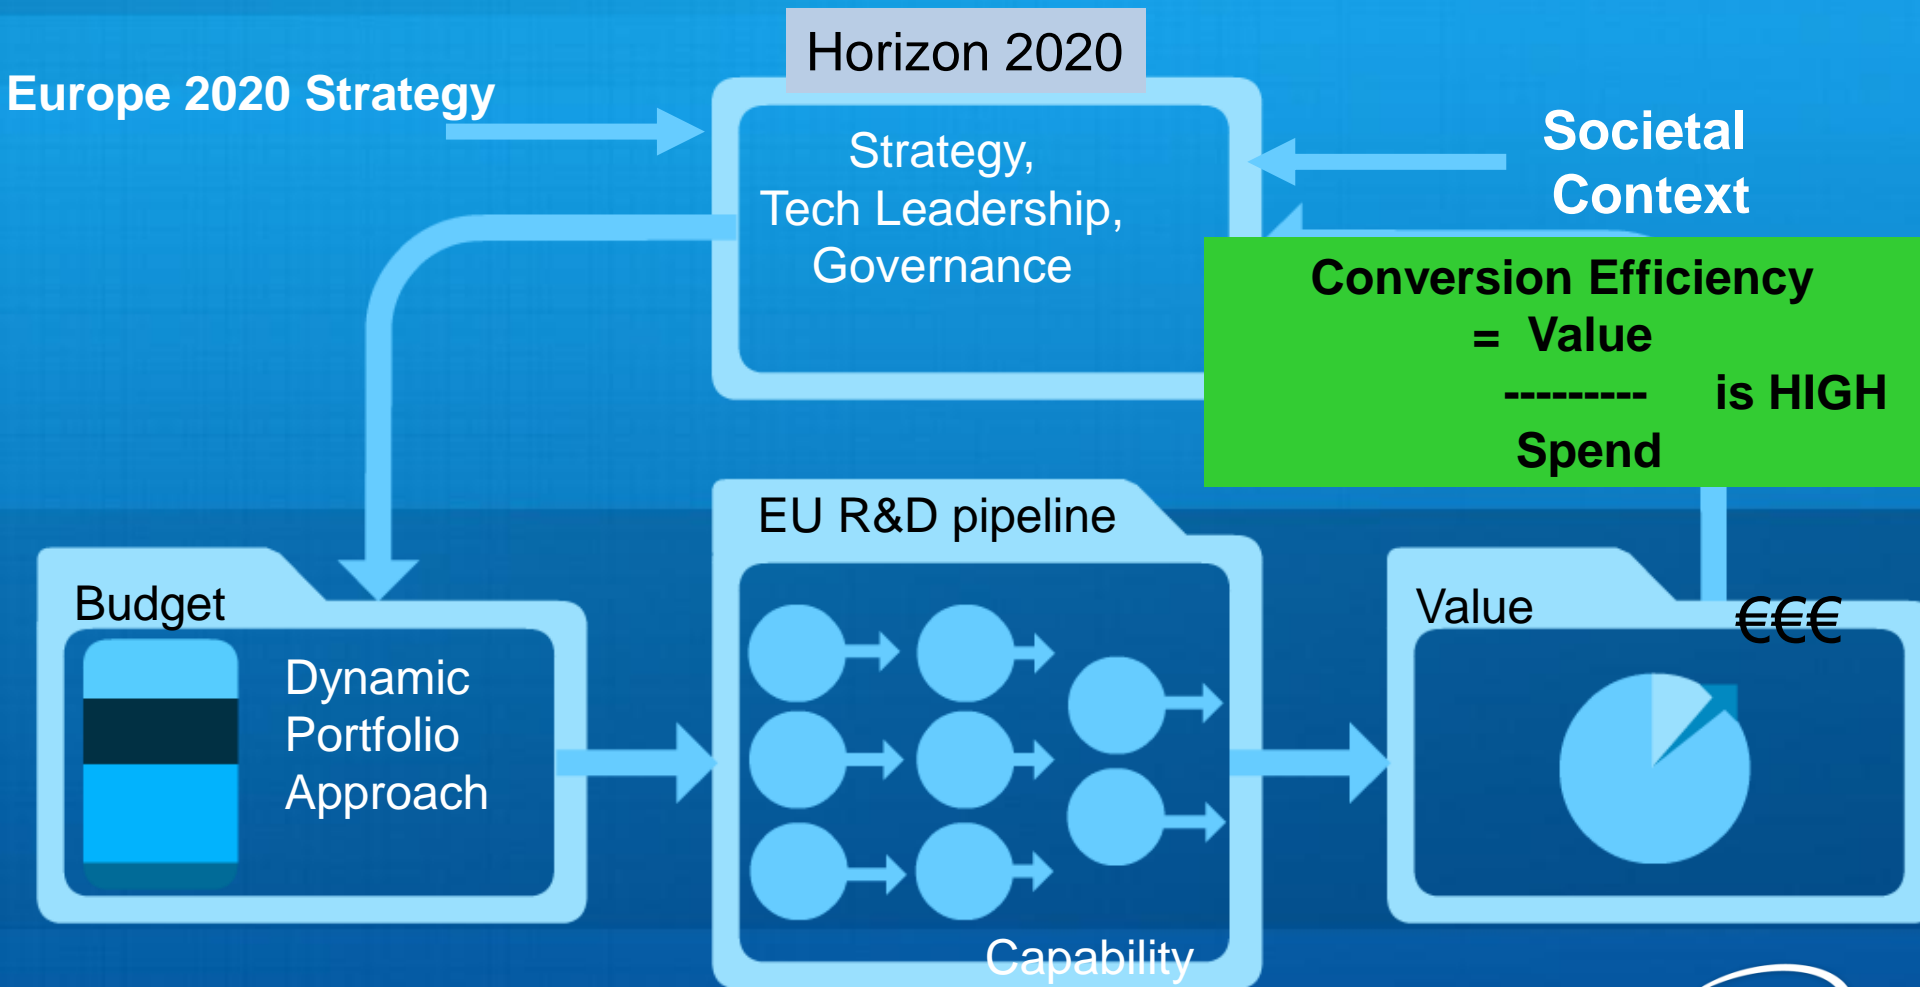 Horizon 2020
Europe 2020 Strategy
Strategy,
Tech Leadership,
Governance
Societal
Context
Conversion Efficiency
= Value
--------- is HIGH
Spend
EU R&D pipeline
Budget
Dynamic
Portfolio
Approach
Capability
Value
€€€